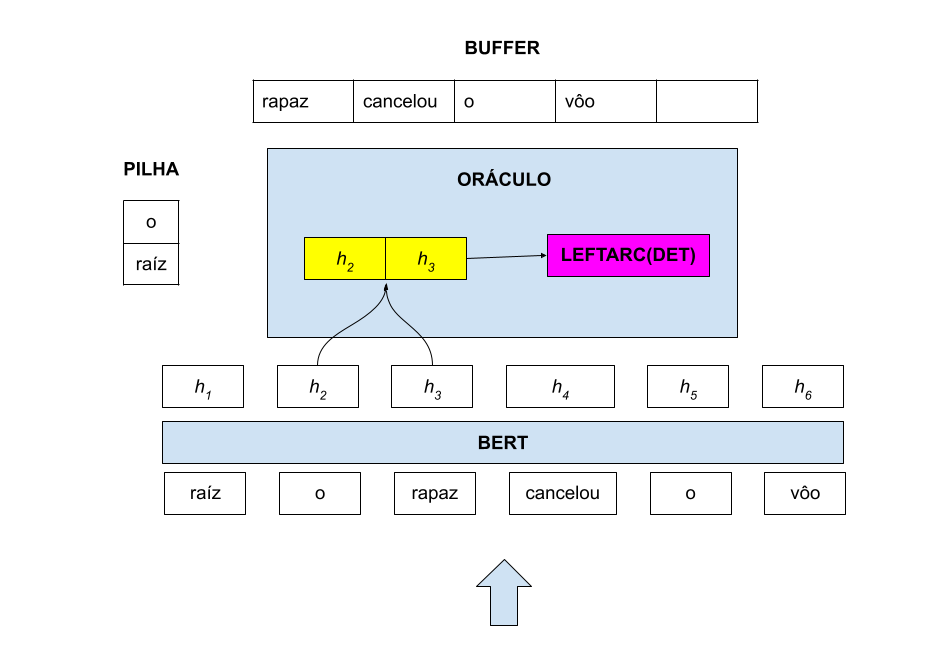 BUFFER
rapaz cancelou o vôo
PILHA
o
raíz
ORÁCULO
h2 h3 LEFTARC(DET)
h1 h2 h3 h4 h5 h6
BERT
raíz o rapaz cancelou o vôo